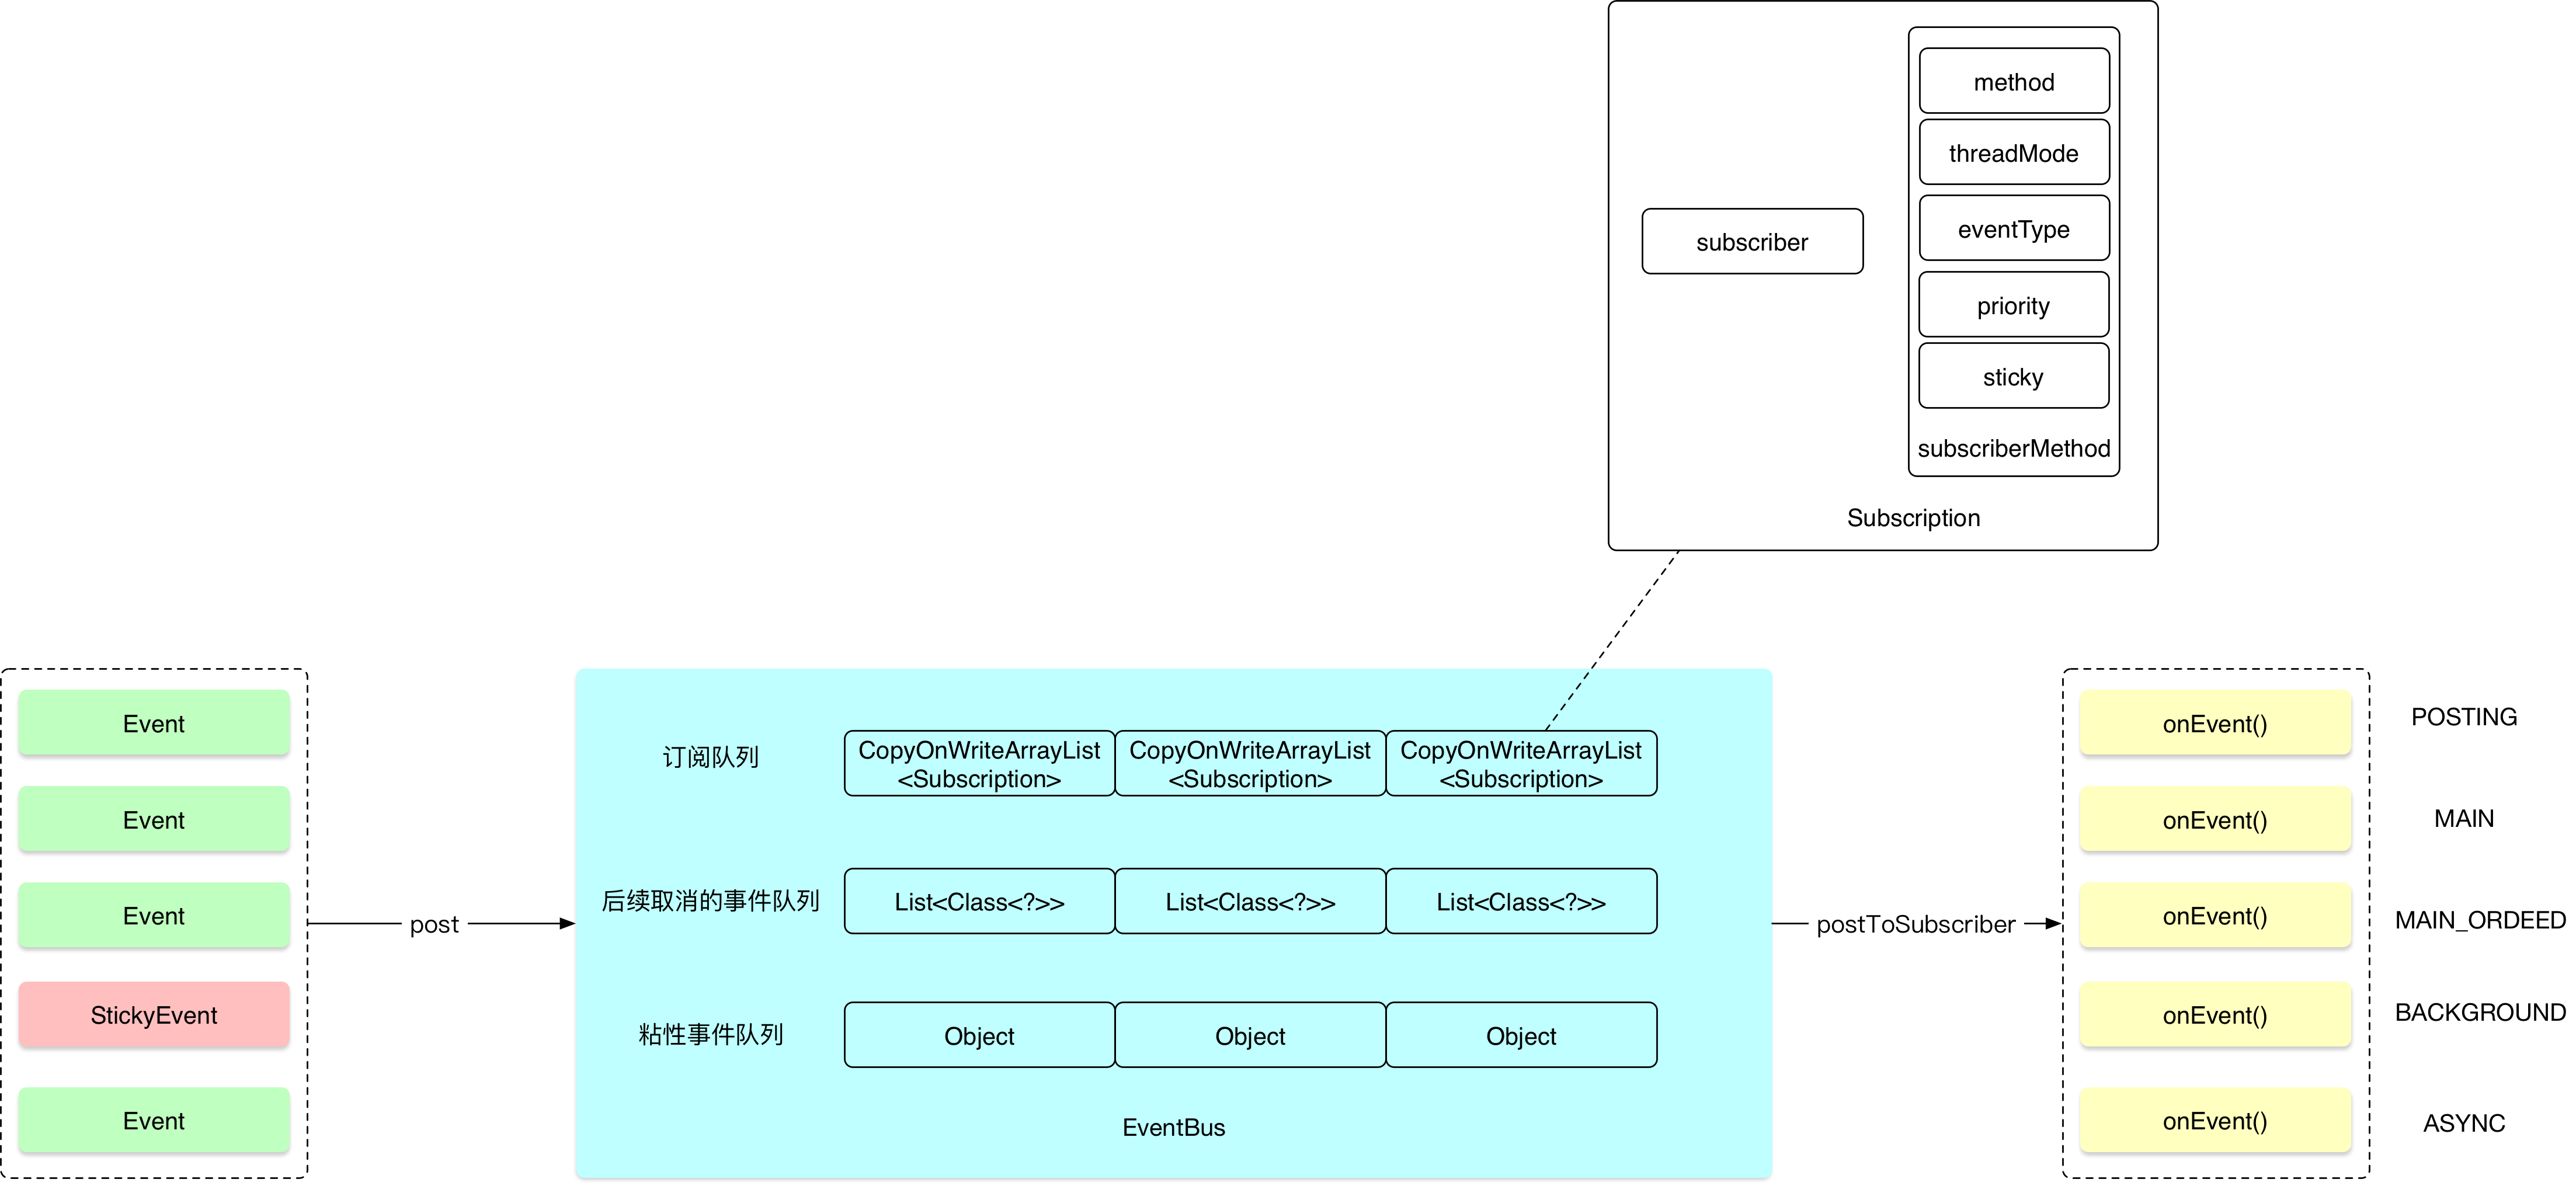 method
threadMode
eventType
priority
sticky
subscriberMethod
subscriber
Subscription
Event
Event
Event
StickyEvent
Event
post
订阅队列
CopyOnWriteArrayList
<Subscription>
CopyOnWriteArrayList
<Subscription>
CopyOnWriteArrayList
<Subscription>
后续取消的事件队列
List<Class<?>>
List<Class<?>>
List<Class<?>>
粘性事件队列
Object
Object
Object
EventBus
postToSubscriber
onEvent()
POSTING
onEvent()
MAIN
onEvent()
MAIN_ORDEED
onEvent()
BACKGROUND
onEvent()
ASYNC